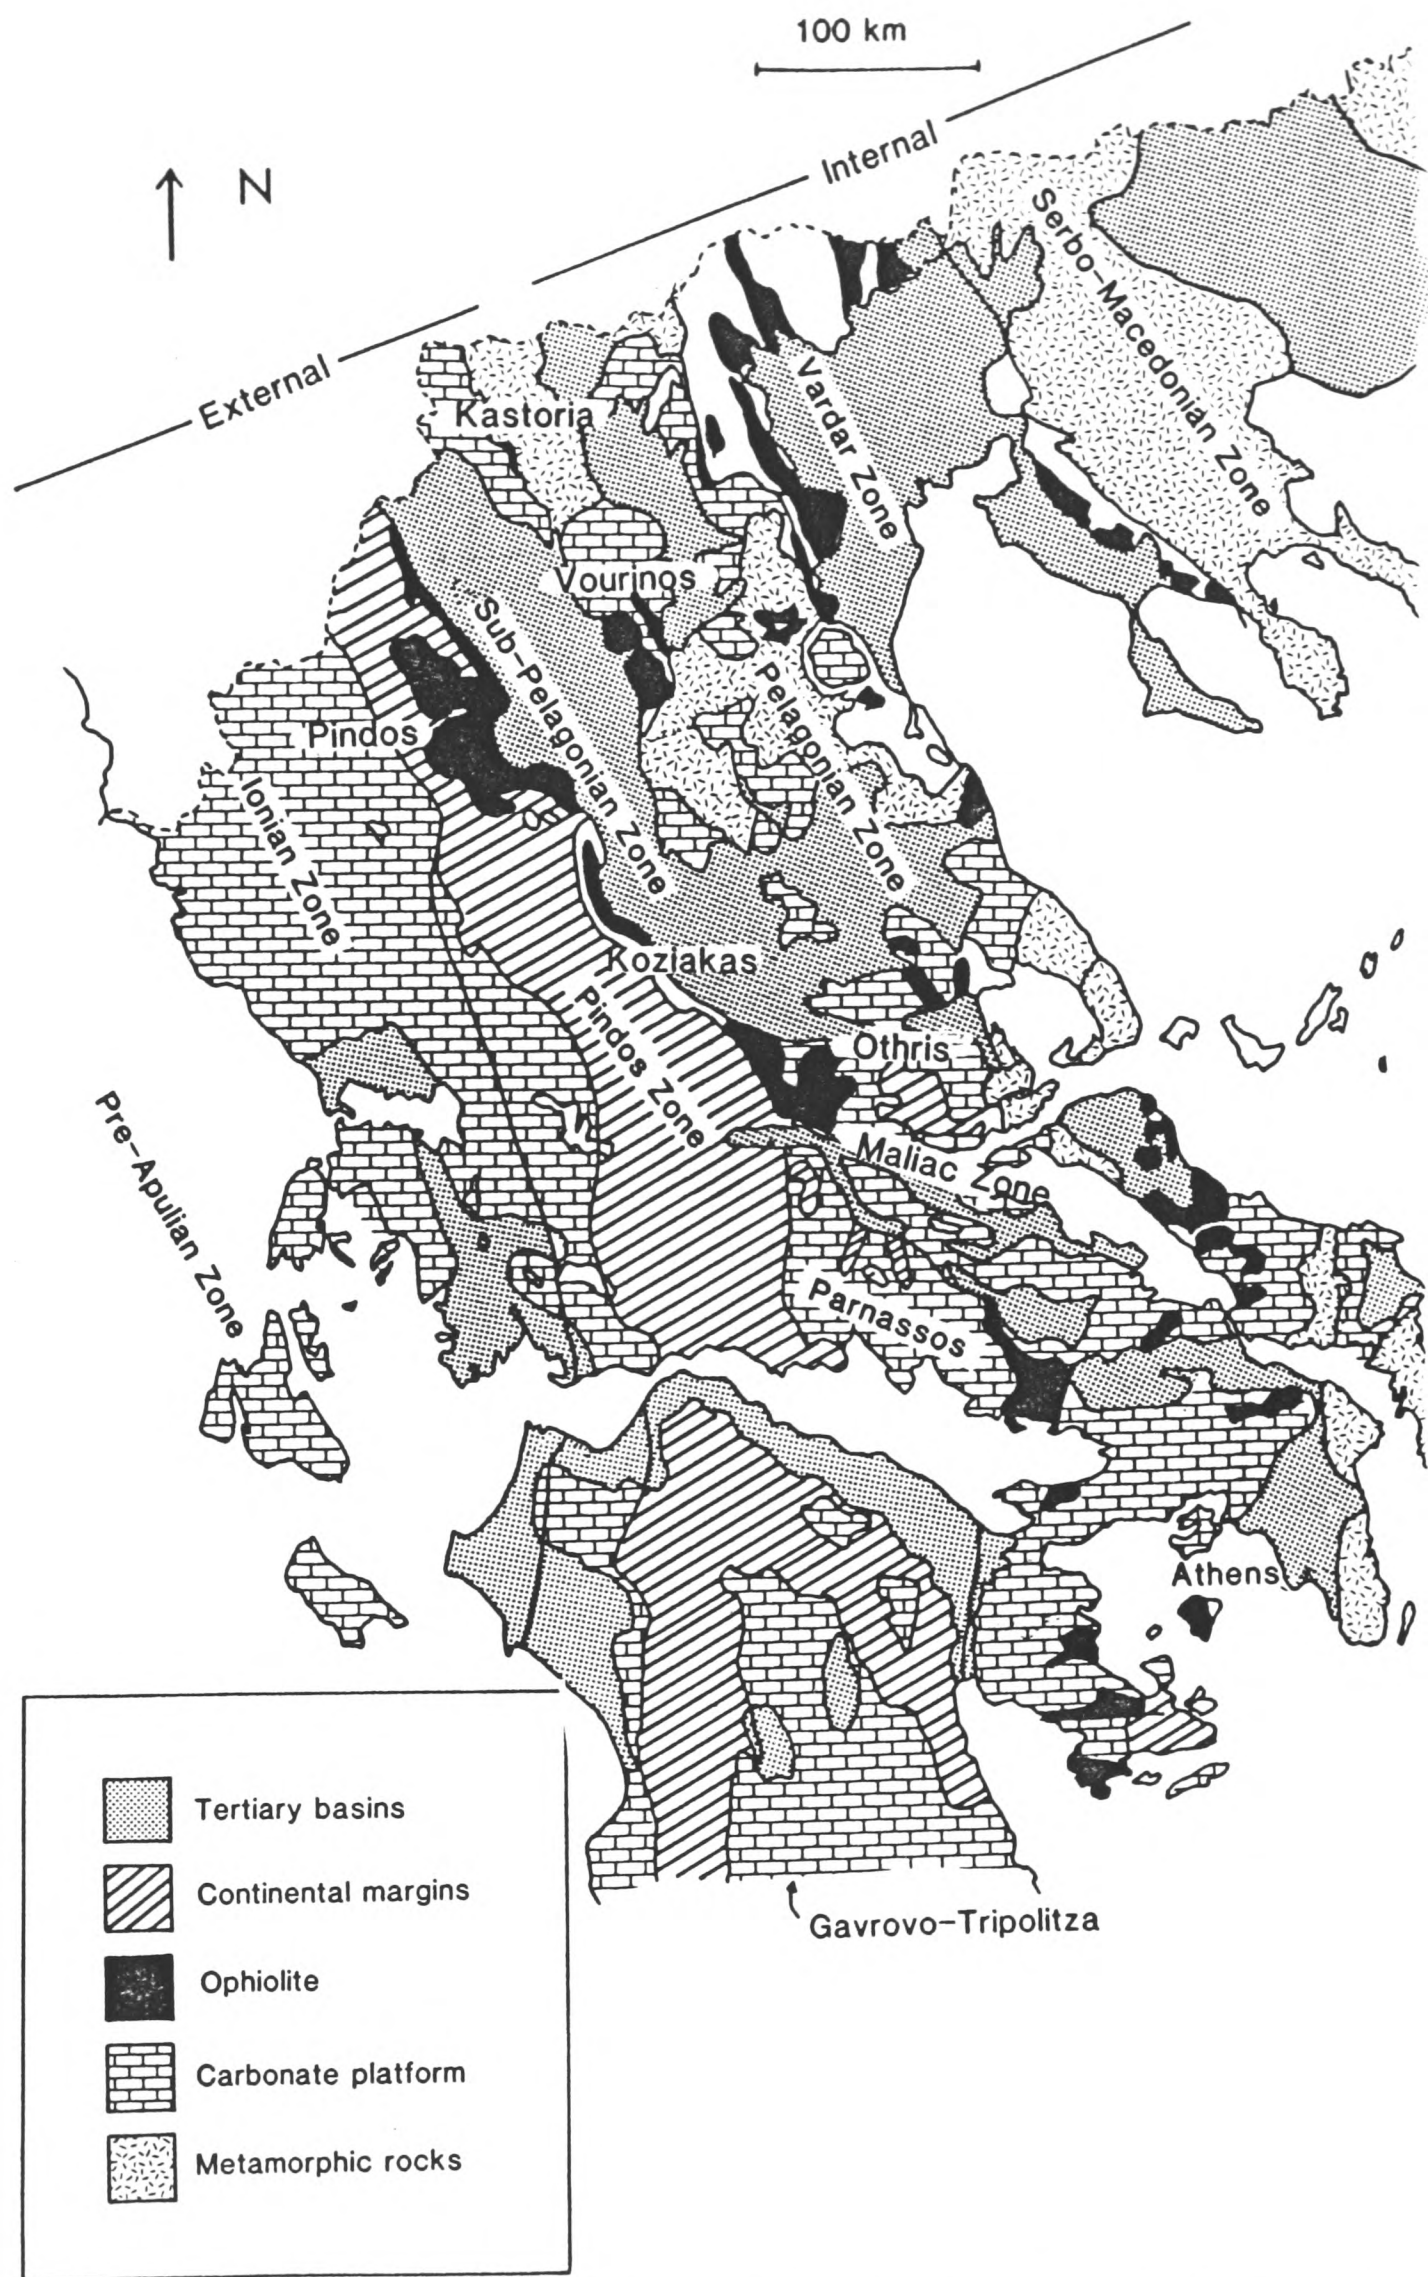 100 km
N
Internal
External
Serbo-Macedonian Zone
Kastoria
Vardar Zone
Vourinos
Sub-Pelagonian Zone
Pelagonian Zone
Pindos
Ionian Zone
Koziakas
Pindos Zone
Othris
Pre-Apulian Zone
Maliac Zone
Parnassos
Athens
Tertiary basins
Continental margins
Gavrovo-Tripolitza
Ophiolite
Carbonate platform
Metamorphic rocks